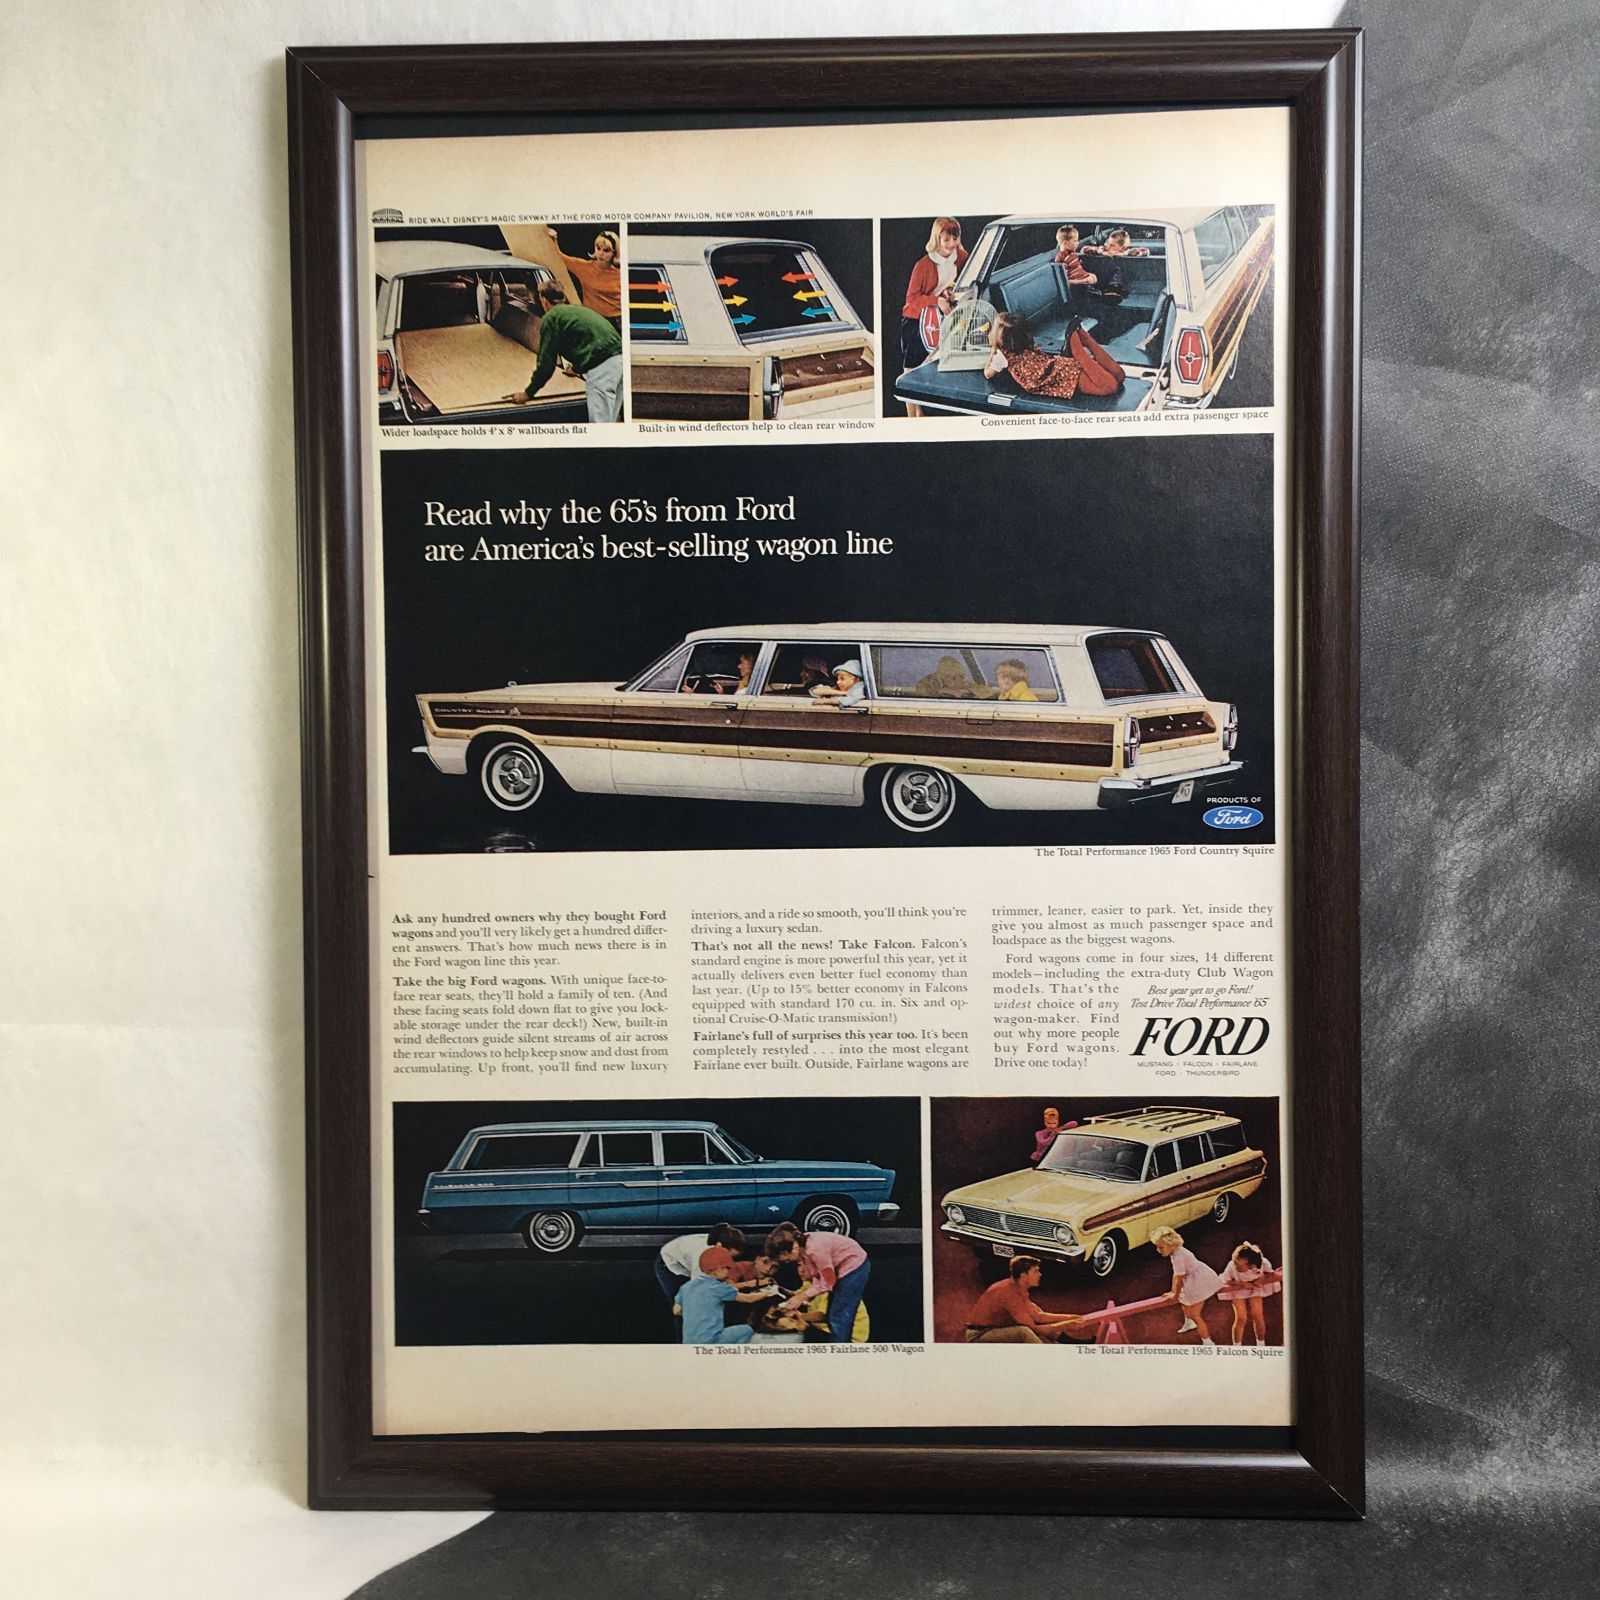 RIDE WALT DISNEY'S MAGIC SKYWAY AT THE FORD MOTOR COMPANY PAVILION, NEW YORK WORLD'S FAIR
FORD
Wider loadspace holds 4' x 8' wallboards flat
Built-in wind deflectors help to clean rear window
Convenient face-to-face rear seats add extra passenger space
Read why the 65's from Ford
are America's best-selling wagon line
COUNTRY SQUIRE
FORD
PRODUCTS OF
Ford
The Total Performance 1965 Ford Country Squire
Ask any hundred owners why they bought Ford
wagons and you'll very likely get a hundred differ-
ent answers. That's how much news there is in
the Ford wagon line this year.
Take the big Ford wagons. With unique face-to-
face rear seats, they'll hold a family of ten. (And
these facing seats fold down flat to give you lock-
able storage under the rear deck!) New, built-in
wind deflectors guide silent streams of air across
the rear windows to help keep snow and dust from
accumulating. Up front, you'll find new luxury
interiors, and a ride so smooth, you'll think you're
driving a luxury sedan.
That's not all the news! Take Falcon. Falcon's
standard engine is more powerful this year, yet it
actually delivers even better fuel economy than
last year. (Up to 15% better economy in Falcons
equipped with standard 170 cu. in. Six and op-
tional Cruise-O-Matic transmission!)
Fairlane's full of surprises this year too. It's been
completely restyled . . . into the most elegant
Fairlane ever built. Outside, Fairlane wagons are
trimmer, leaner, easier to park. Yet, inside they
give you almost as much passenger space and
loadspace as the biggest wagons.
Ford wagons come in four sizes, 14 different
models—including the extra-duty Club Wagon
models. That's the
widest choice of any
wagon-maker. Find
out why more people
buy Ford wagons.
Drive one today!
Best year yet to go Ford!
Test Drive Total Performance '65
FORD
MUSTANG · FALCON · FAIRLANE
FORD · THUNDERBIRD
1965
The Total Performance 1965 Fairlane 500 Wagon
The Total Performance 1965 Falcon Squire